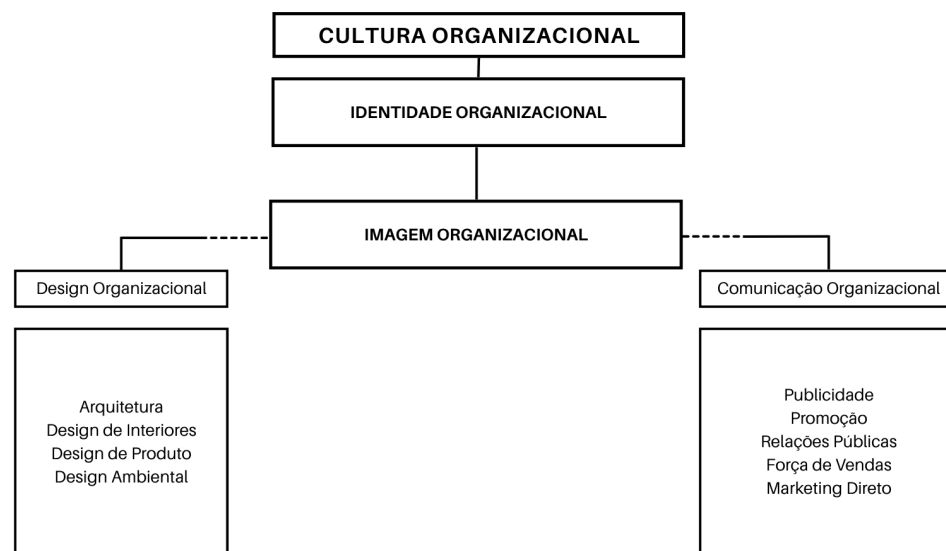 CULTURA ORGANIZACIONAL
IDENTIDADE ORGANIZACIONAL
IMAGEM ORGANIZACIONAL
Design Organizacional
Comunicação Organizacional
Arquitetura
Design de Interiores
Design de Produto
Design Ambiental
Publicidade
Promoção
Relações Públicas
Força de Vendas
Marketing Direto